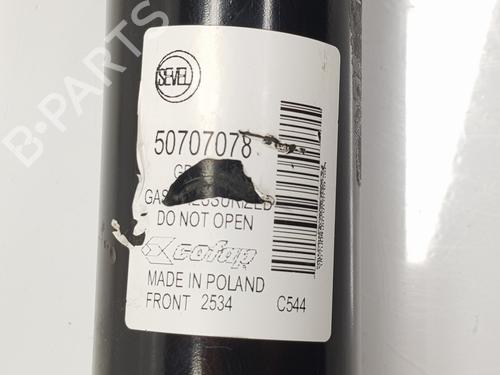 SEVEL
50707078
DO NOT OPEN
cofap
MADE IN POLAND
FRONT 2534 C544
B-PARTS